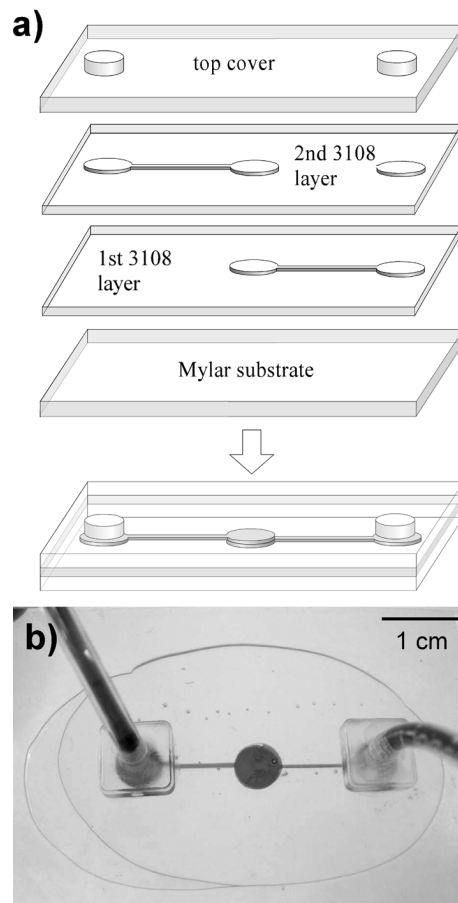 a)
top cover
2nd 3108
layer
1st 3108
layer
Mylar substrate
b)
1 cm